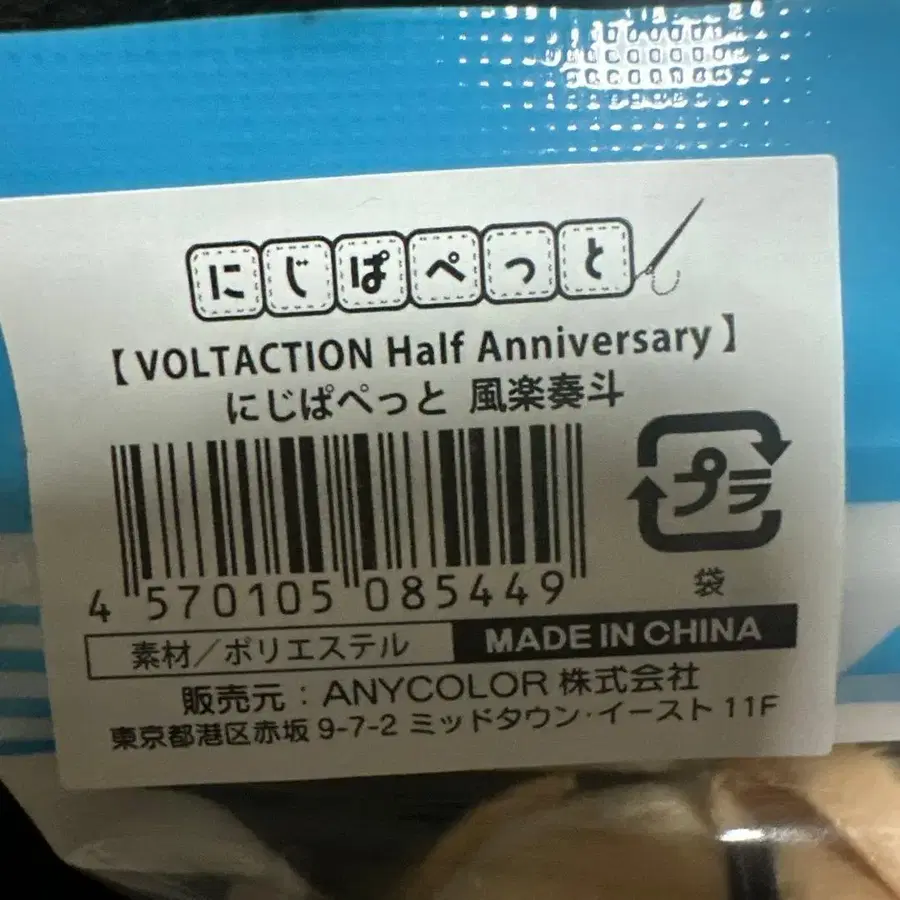 にじぱぺっと
【VOLTACTION Half Anniversary】
にじぱぺっと 風楽奏斗
プラ
4 570105 085449
袋
素材／ポリエステル MADE IN CHINA
販売元：ANYCOLOR 株式会社
東京都港区赤坂 9-7-2 ミッドタウン・イースト 11F